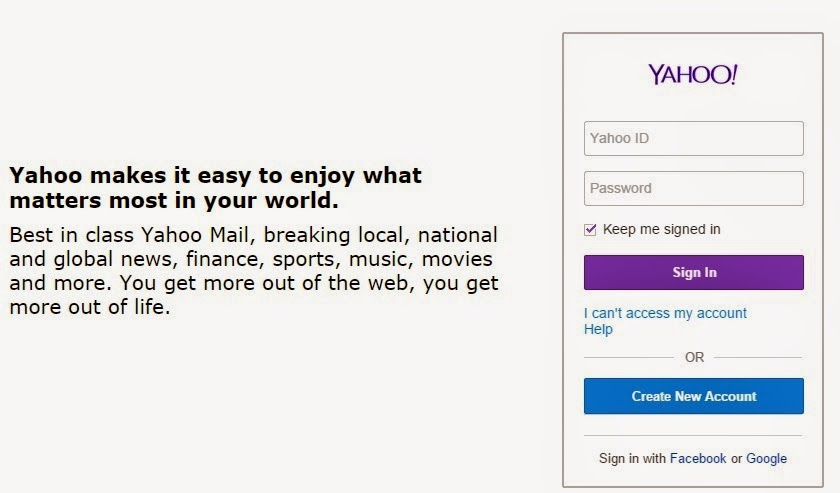 Yahoo makes it easy to enjoy what
matters most in your world.
Best in class Yahoo Mail, breaking local, national
and global news, finance, sports, music, movies
and more. You get more out of the web, you get
more out of life.
YAHOO!
Yahoo ID
Password
Keep me signed in
Sign In
I can't access my account
Help
OR
Create New Account
Sign in with Facebook or Google